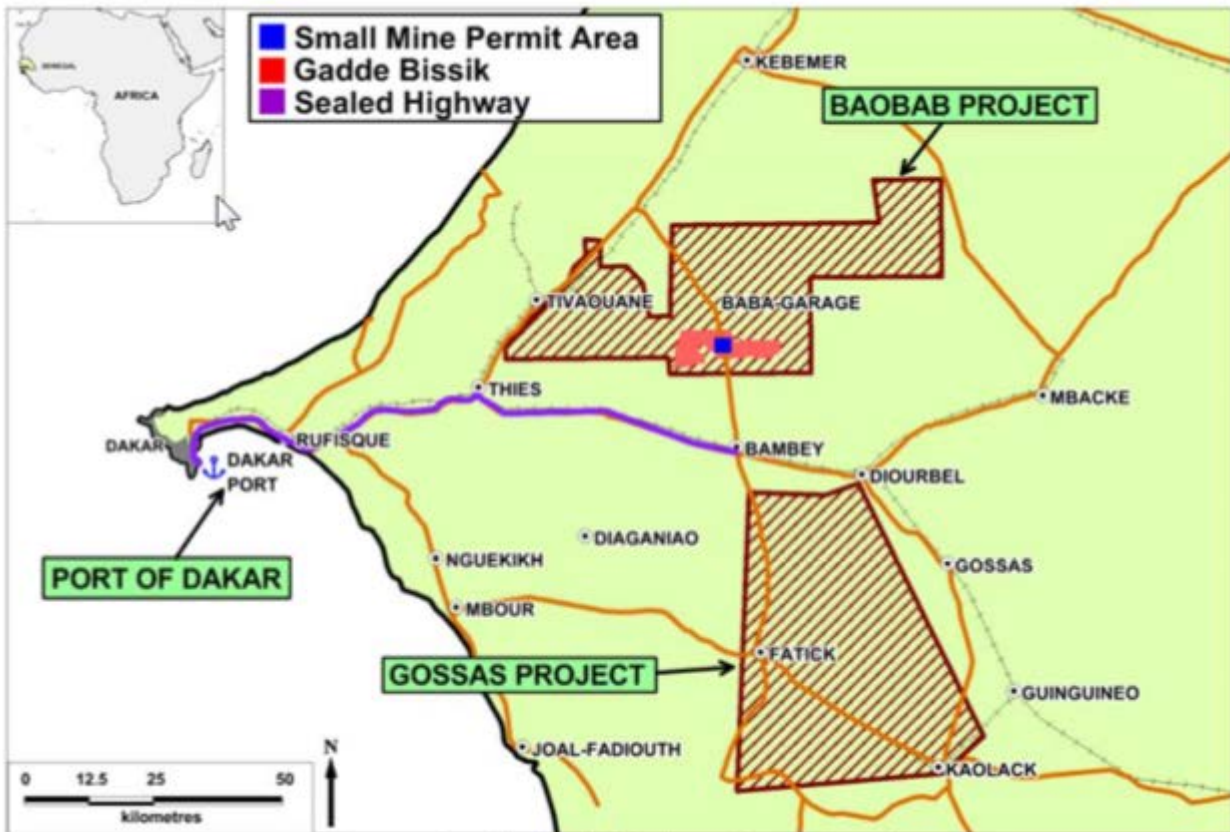 Small Mine Permit Area
Gadde Bissik
Sealed Highway
SENEGAL
AFRICA
KEBEMER
BAOBAB PROJECT
TIVAOUANE
BABA-GARAGE
THIES
MBACKE
DAKAR
RUFISQUE
BAMBEY
DAKAR
PORT
DIOURBEL
DIAGANIAO
PORT OF DAKAR
NGUEKIKH
GOSSAS
MBOUR
GOSSAS PROJECT
FATICK
GUINGUINEO
JOAL-FADIOUTH
KAOLACK
N
0 12.5 25 50
kilometres